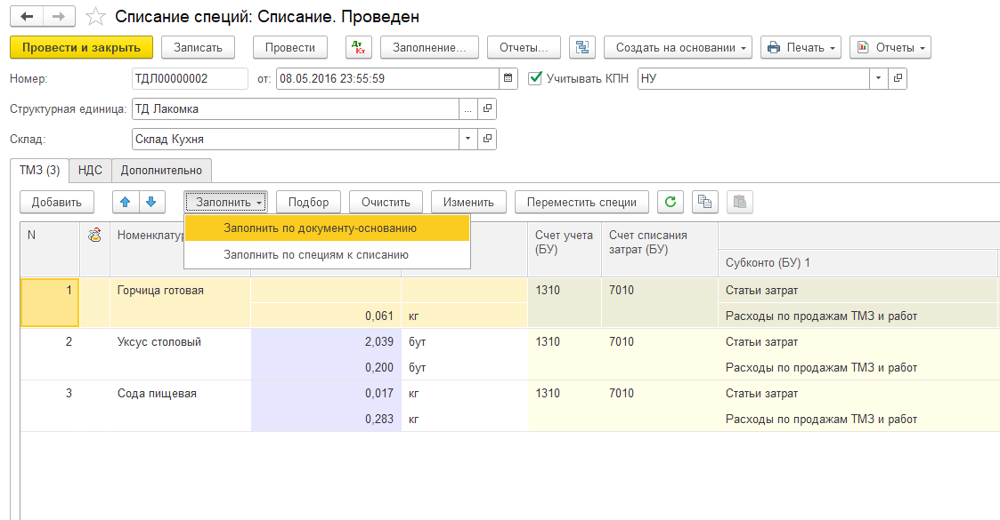 Списание специй: Списание. Проведен
Провести и закрыть Записать Провести Дт Кт Заполнение... Отчеты... Создать на основании Печать Отчеты
Номер: ТДЛ00000002 от: 08.05.2016 23:55:59 Учитывать КПН НУ
Структурная единица: ТД Лакомка ...
Склад: Склад Кухня
ТМЗ (3) НДС Дополнительно
Добавить Заполнить Подбор Очистить Изменить Переместить специи
Заполнить по документу-основанию
Заполнить по специям к списанию
N Номенклатур Счет учета (БУ) Счет списания затрат (БУ)
Субконто (БУ) 1
1 Горчица готовая 1310 7010 Статьи затрат
0,061 кг Расходы по продажам ТМЗ и работ
2 Уксус столовый 2,039 бут 1310 7010 Статьи затрат
0,200 бут Расходы по продажам ТМЗ и работ
3 Сода пищевая 0,017 кг 1310 7010 Статьи затрат
0,283 кг Расходы по продажам ТМЗ и работ